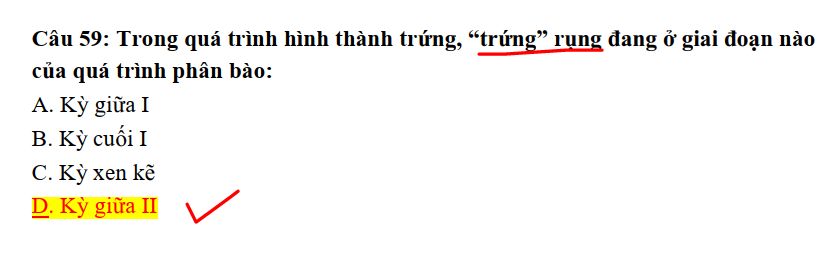 Câu 59: Trong quá trình hình thành trứng, “trứng” rụng đang ở giai đoạn nào
của quá trình phân bào:
A. Kỳ giữa I
B. Kỳ cuối I
C. Kỳ xen kẽ
D. Kỳ giữa II